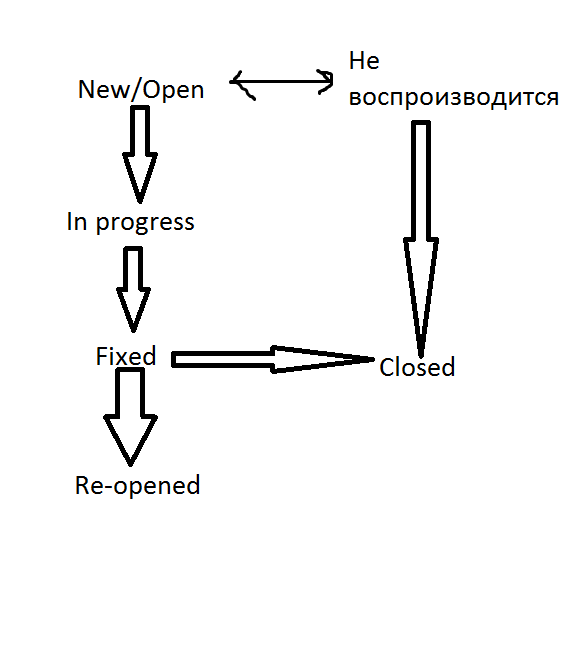 New/Open
Не
воспроизводится
In progress
Fixed
Closed
Re-opened